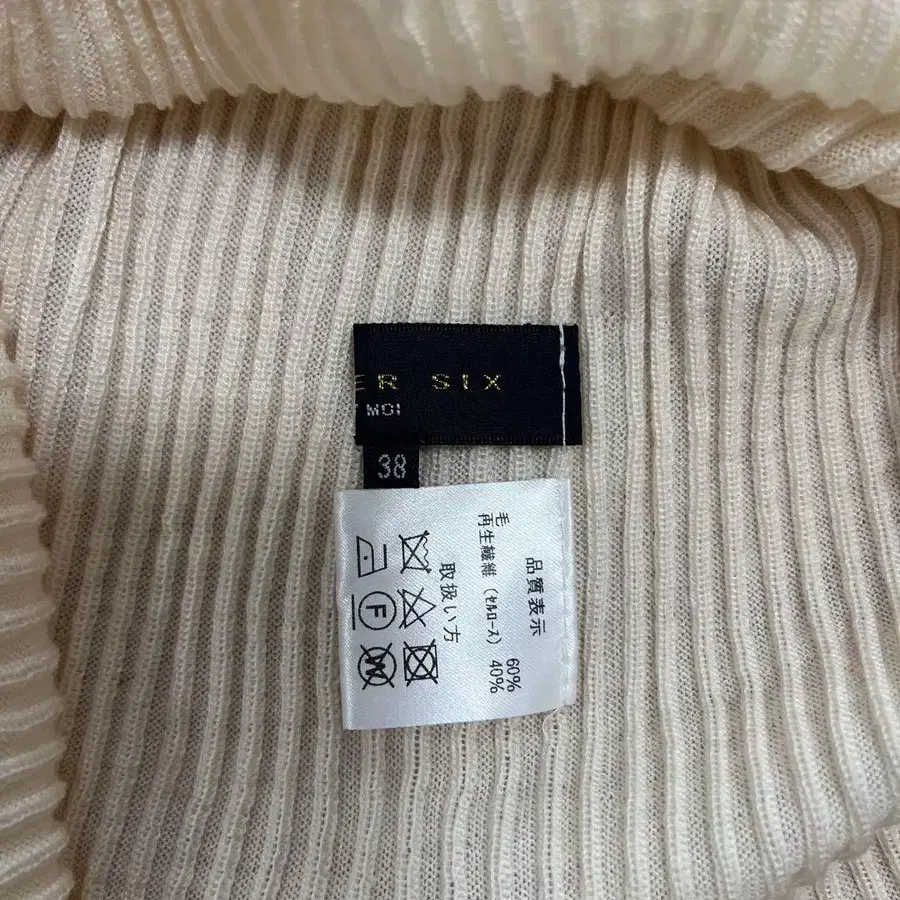 ER SIX
MOI
38
品質表示
毛 60%
再生繊維 (ｾﾙﾛｰｽ) 40%
取扱い方
F W